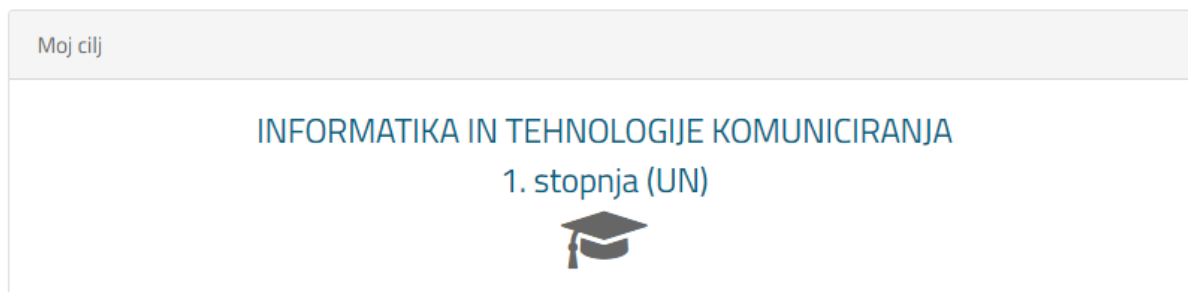 Moj cilj
INFORMATIKA IN TEHNOLOGIJE KOMUNICIRANJA
1. stopnja (UN)